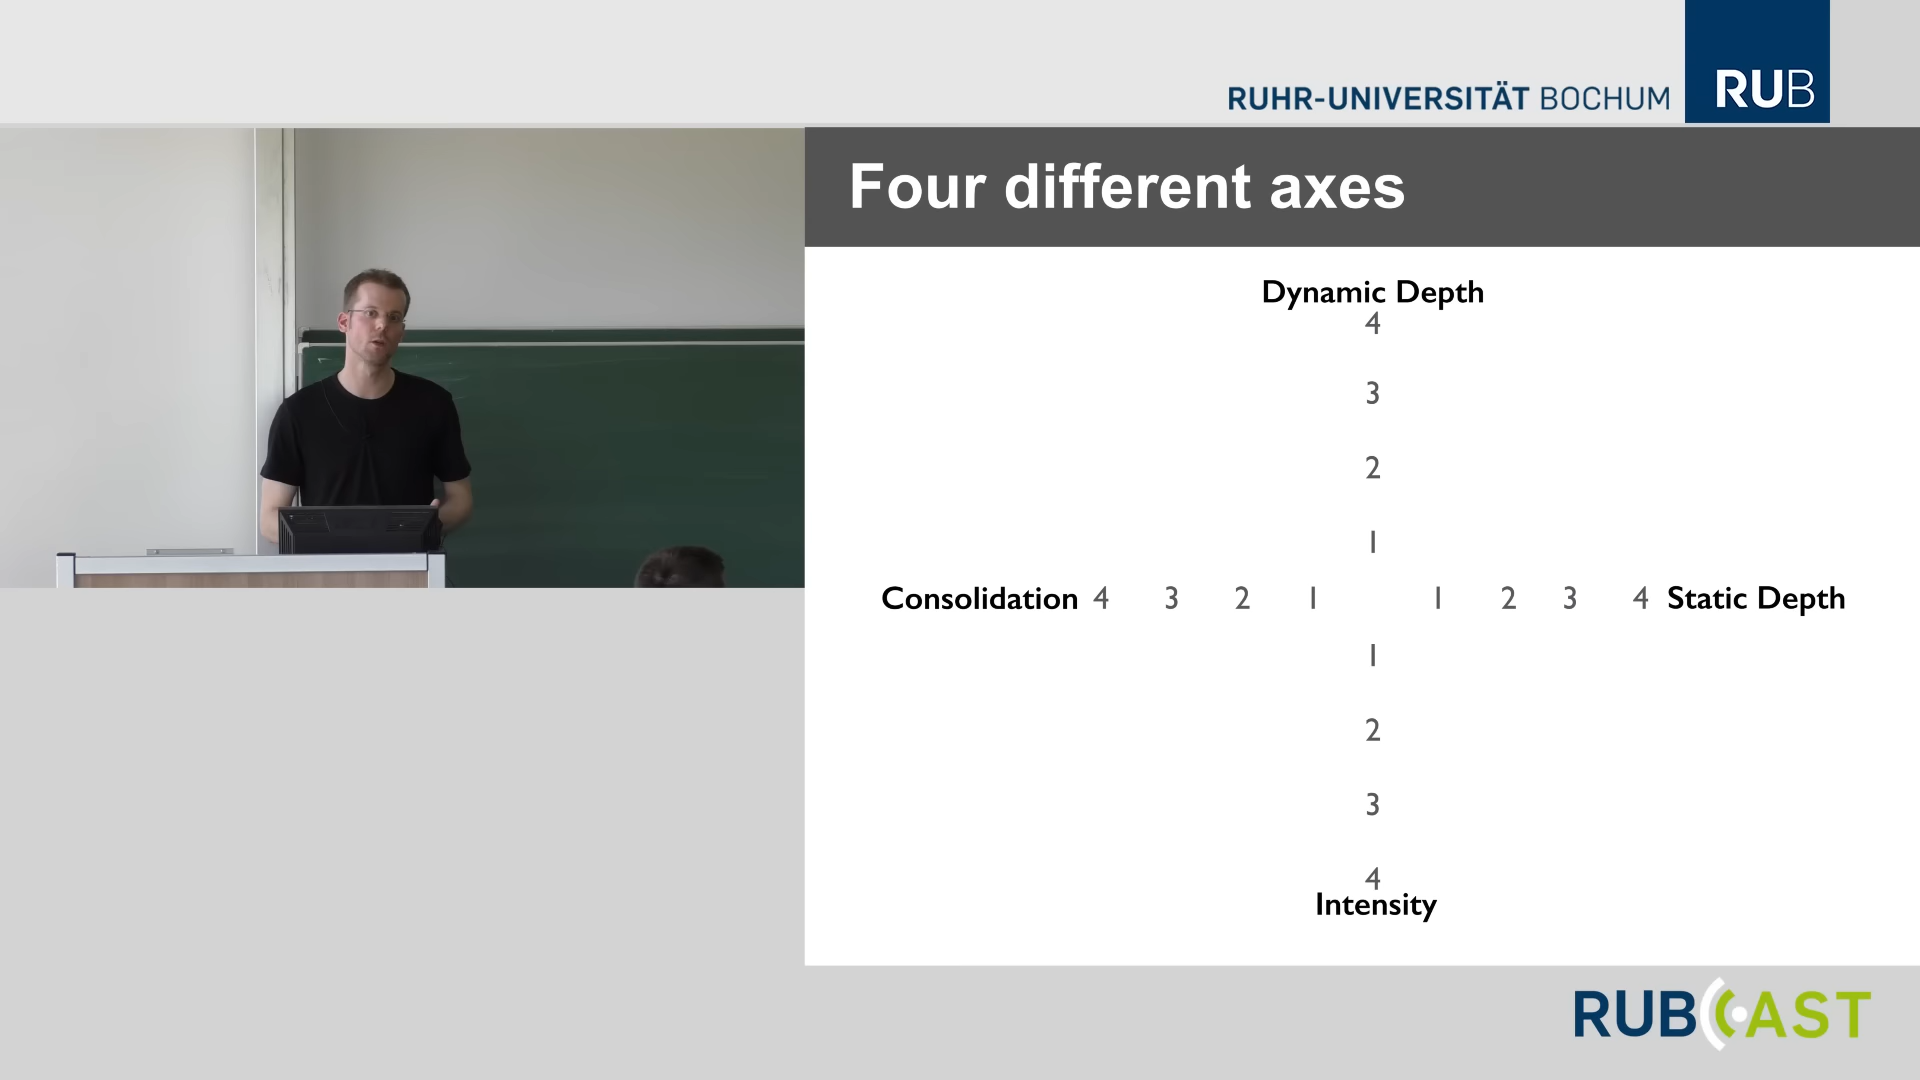 RUHR-UNIVERSITÄT BOCHUM
RUB
Four different axes
Dynamic Depth
4
3
2
1
Consolidation 4 3 2 1 1 2 3 4 Static Depth
1
2
3
4
Intensity
RUBCAST